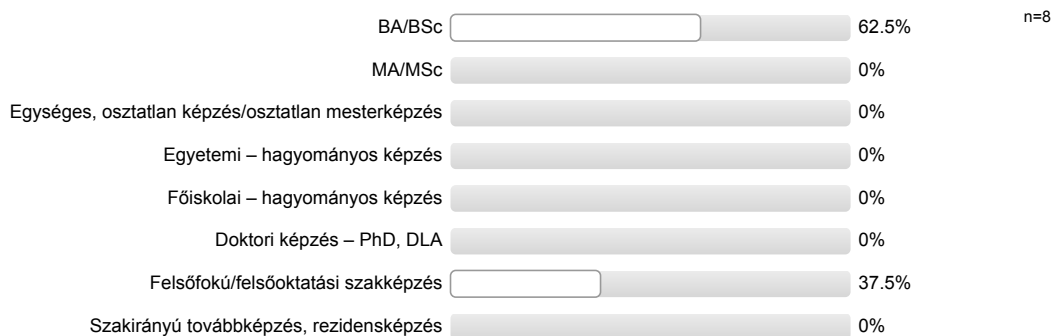 n=8
BA/BSc 62.5%
MA/MSc 0%
Egységes, osztatlan képzés/osztatlan mesterképzés 0%
Egyetemi – hagyományos képzés 0%
Főiskolai – hagyományos képzés 0%
Doktori képzés – PhD, DLA 0%
Felsőfokú/felsőoktatási szakképzés 37.5%
Szakirányú továbbképzés, rezidensképzés 0%